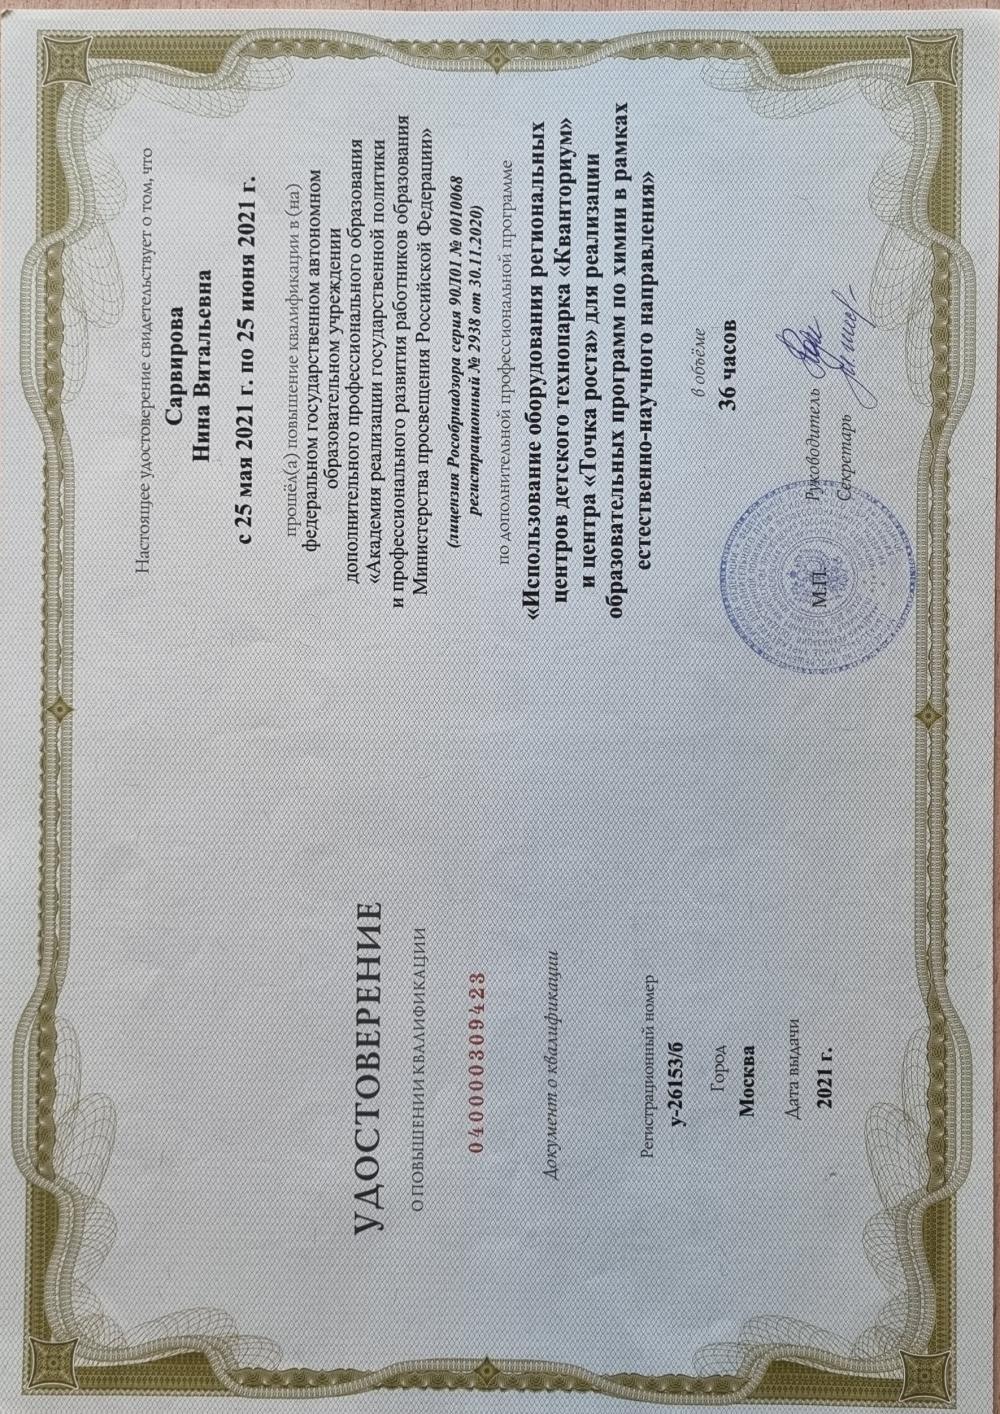 УДОСТОВЕРЕНИЕ
О ПОВЫШЕНИИ КВАЛИФИКАЦИИ
040000309423
Документ о квалификации
Регистрационный номер
у-26153/б
Город
Москва
Дата выдачи
2021 г.
Настоящее удостоверение свидетельствует о том, что
Сарвирова
Нина Витальевна
с 25 мая 2021 г. по 25 июня 2021 г.
прошёл(а) повышение квалификации в (на)
федеральном государственном автономном
образовательном учреждении
дополнительного профессионального образования
«Академия реализации государственной политики
и профессионального развития работников образования
Министерства просвещения Российской Федерации»
(лицензия Рособрнадзора серия 90Л01 № 0010068
регистрационный № 2938 от 30.11.2020)
по дополнительной профессиональной программе
«Использование оборудования региональных
центров детского технопарка «Кванториум»
и центра «Точка роста» для реализации
образовательных программ по химии в рамках
естественно-научного направления»
в объёме
36 часов
Руководитель
М.П.
Секретарь